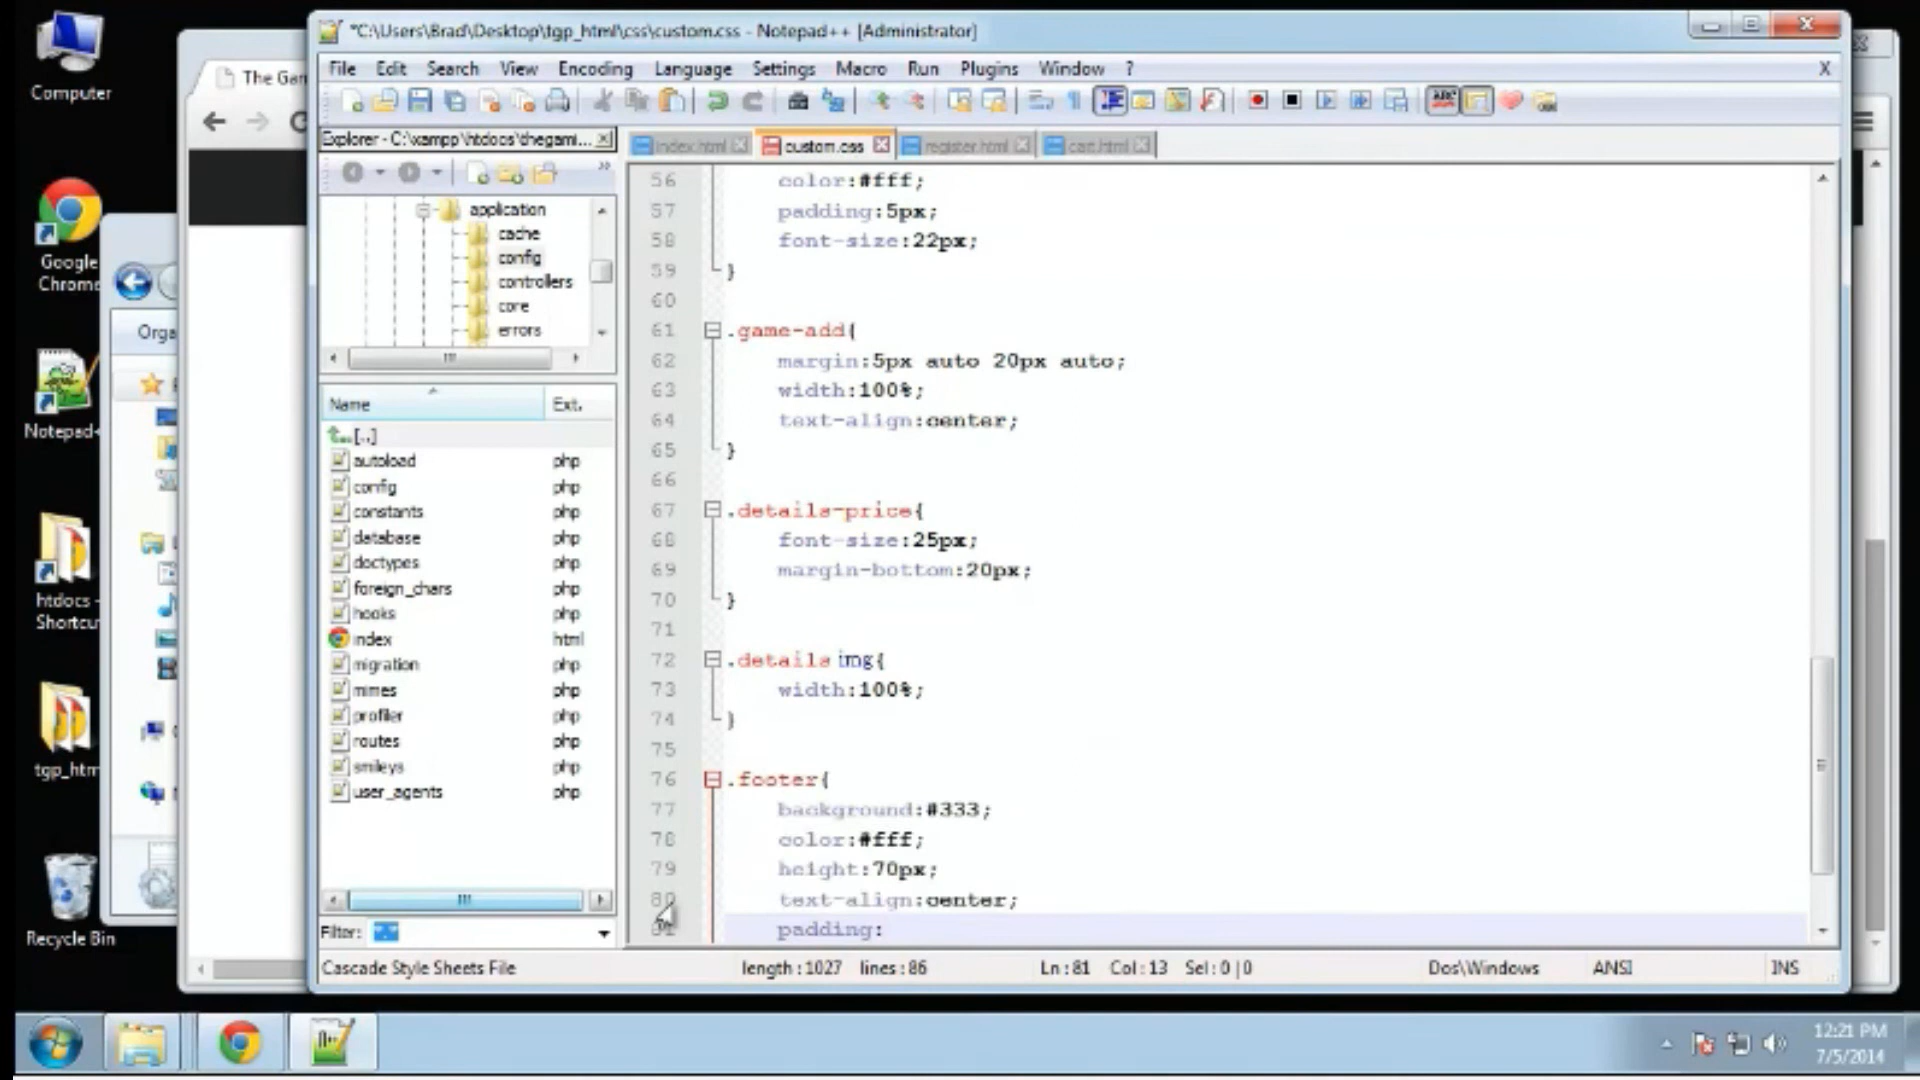 Computer
Google
Chrome
Notepad+
htdocs -
Shortcu
tgp_htm
Recycle Bin
The Gan
Orga
*C:\Users\Brad\Desktop\tgp_html\css\custom.css - Notepad++ [Administrator]
File Edit Search View Encoding Language Settings Macro Run Plugins Window ? X
Explorer - C:\xampp\htdocs\thegami...
application
cache
config
controllers
core
errors
Name Ext.
[..]
autoload php
config php
constants php
database php
doctypes php
foreign_chars php
hooks php
index html
migration php
mimes php
profiler php
routes php
smileys php
user_agents php
Filter: *.*
index.html custom.css register.html cart.html
56 color:#fff;
57 padding:5px;
58 font-size:22px;
59 }
60
61 .game-add{
62 margin:5px auto 20px auto;
63 width:100%;
64 text-align:center;
65 }
66
67 .details-price{
68 font-size:25px;
69 margin-bottom:20px;
70 }
71
72 .details img{
73 width:100%;
74 }
75
76 .footer{
77 background:#333;
78 color:#fff;
79 height:70px;
80 text-align:center;
81 padding:
Cascade Style Sheets File length : 1027 lines : 86 Ln : 81 Col : 13 Sel : 0 | 0 Dos\Windows ANSI INS
12:21 PM
7/5/2014